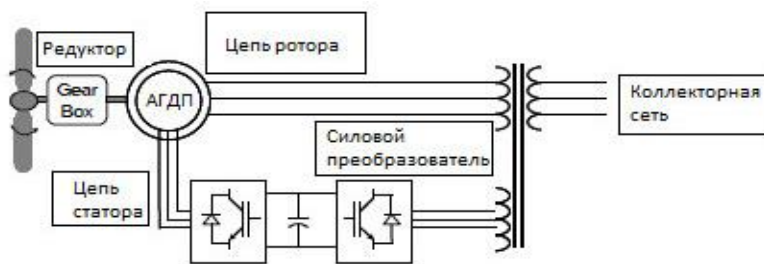 Редуктор
Gear
Box
АГДП
Цепь ротора
Коллекторная
сеть
Силовой
преобразователь
Цепь
статора